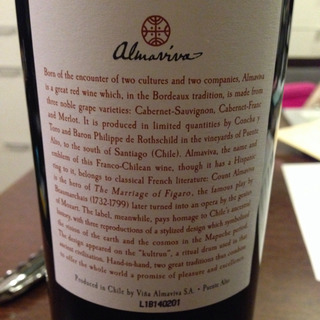 almaviva
Born of the encounter of two cultures and two companies, Almaviva
is a great red wine which, in the Bordeaux tradition, is made from
three noble grape varieties: Cabernet-Sauvignon, Cabernet-Franc
and Merlot. It is produced in limited quantities by Concha y
Toro and Baron Philippe de Rothschild in the vineyards of Puente
Alto, to the south of Santiago (Chile). Almaviva, the name and
emblem of this Franco-Chilean wine, though it has a Hispanic
ring to it, belongs to classical French literature: Count Almaviva
is the hero of The Marriage of Figaro, the famous play by
Beaumarchais (1732-1799) later turned into an opera by the genius
of Mozart. The label, meanwhile, pays homage to Chile's ancestral
history, with three reproductions of a stylized design which symbolizes
the vision of the earth and the cosmos in the Mapuche period.
The design appeared on the "kultrun", a ritual drum used in this
ancient civilisation. Hand-in-hand, two great traditions thus combine
to offer the whole world a promise of pleasure and excellence.
Produced in Chile by Viña Almaviva S.A. • Puente Alto
L1B140201